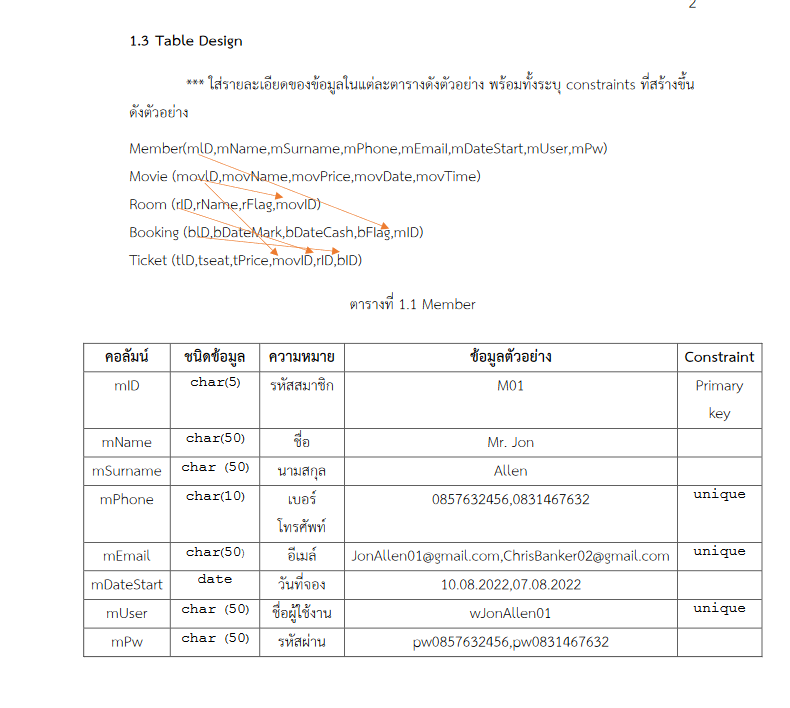 2
1.3 Table Design
*** ใส่รายละเอียดของข้อมูลในแต่ละตารางดังตัวอย่าง พร้อมทั้งระบุ constraints ที่สร้างขึ้น
ดังตัวอย่าง
Member(mID,mName,mSurname,mPhone,mEmail,mDateStart,mUser,mPw)
Movie (movID,movName,movPrice,movDate,movTime)
Room (rID,rName,rFlag,movID)
Booking (bID,bDateMark,bDateCash,bFlag,mID)
Ticket (tID,tseat,tPrice,movID,rID,bID)
ตารางที่ 1.1 Member
คอลัมน์ ชนิดข้อมูล ความหมาย ข้อมูลตัวอย่าง Constraint
mID char(5) รหัสสมาชิก M01 Primary
key
mName char(50) ชื่อ Mr. Jon
mSurname char (50) นามสกุล Allen
mPhone char(10) เบอร์ 0857632456,0831467632 unique
โทรศัพท์
mEmail char(50) อีเมล์ JonAllen01@gmail.com,ChrisBanker02@gmail.com unique
mDateStart date วันที่จอง 10.08.2022,07.08.2022
mUser char (50) ชื่อผู้ใช้งาน wJonAllen01 unique
mPw char (50) รหัสผ่าน pw0857632456,pw0831467632